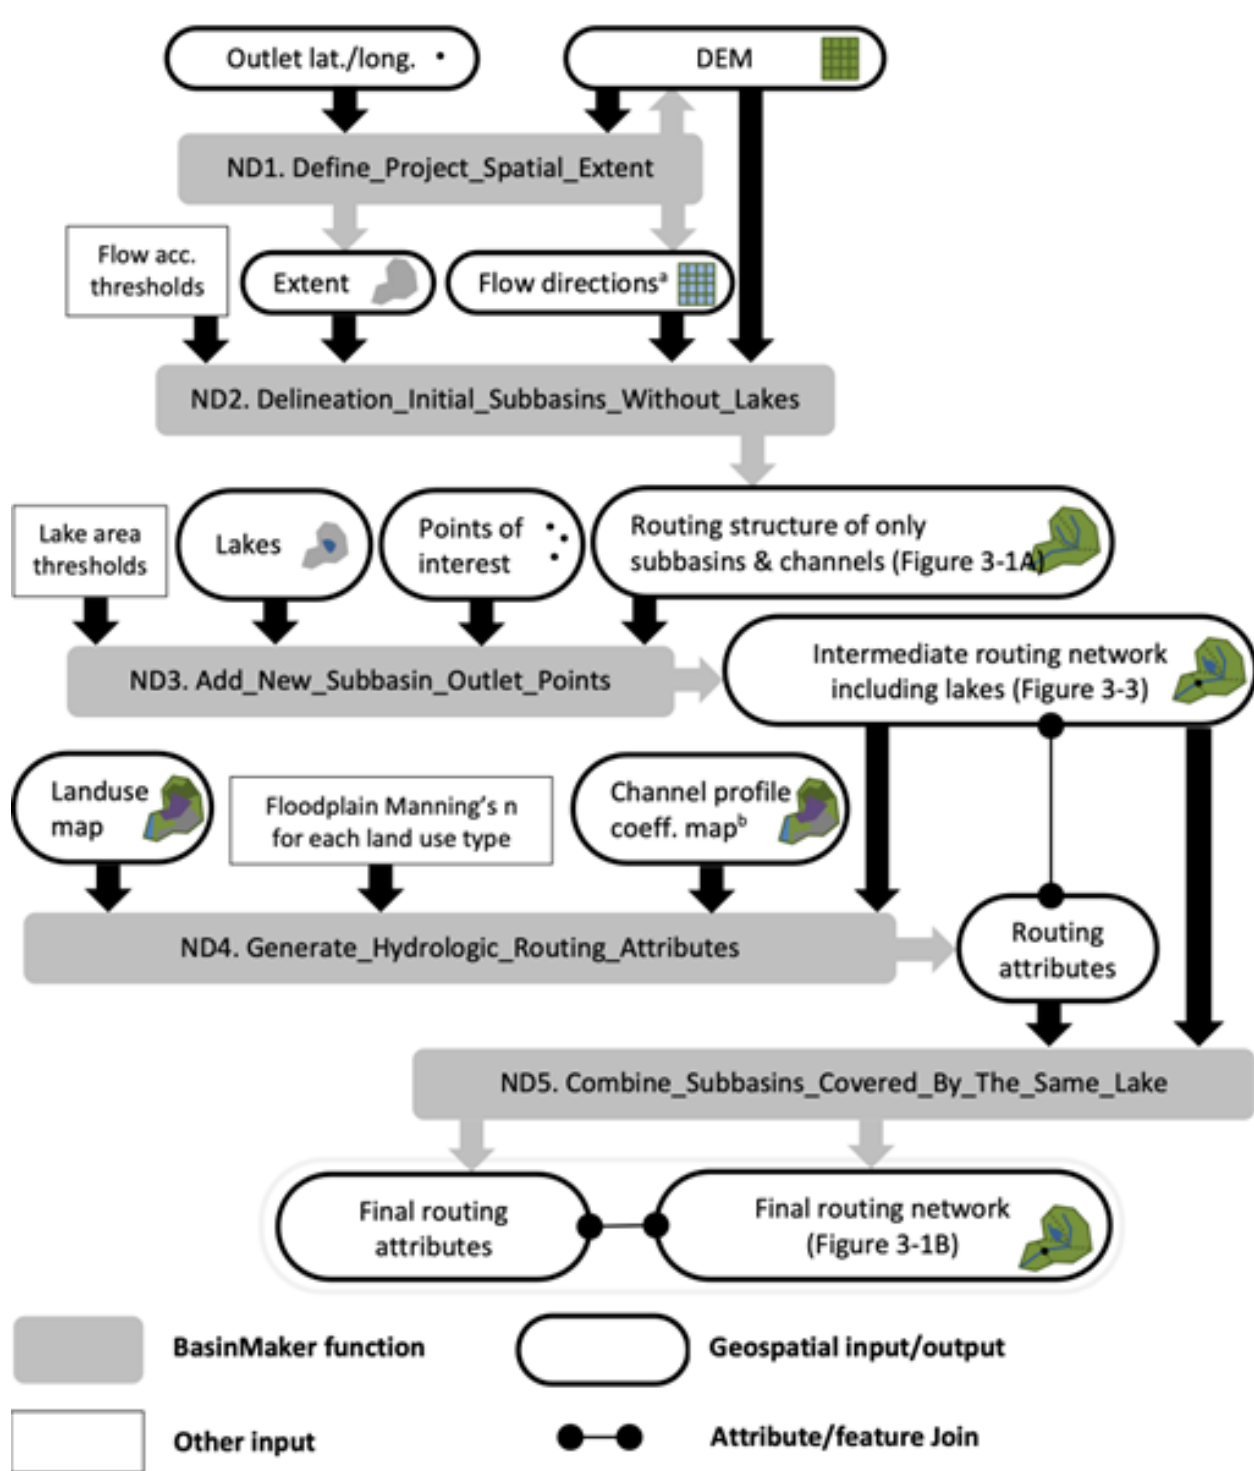 Outlet lat./long.
DEM
ND1. Define_Project_Spatial_Extent
Flow acc.
thresholds
Extent
Flow directionsᵃ
ND2. Delineation_Initial_Subbasins_Without_Lakes
Lake area
thresholds
Lakes
Points of
interest
Routing structure of only
subbasins & channels (Figure 3-1A)
ND3. Add_New_Subbasin_Outlet_Points
Intermediate routing network
including lakes (Figure 3-3)
Landuse
map
Floodplain Manning's n
for each land use type
Channel profile
coeff. mapᵇ
ND4. Generate_Hydrologic_Routing_Attributes
Routing
attributes
ND5. Combine_Subbasins_Covered_By_The_Same_Lake
Final routing
attributes
Final routing network
(Figure 3-1B)
BasinMaker function
Geospatial input/output
Other input
Attribute/feature Join